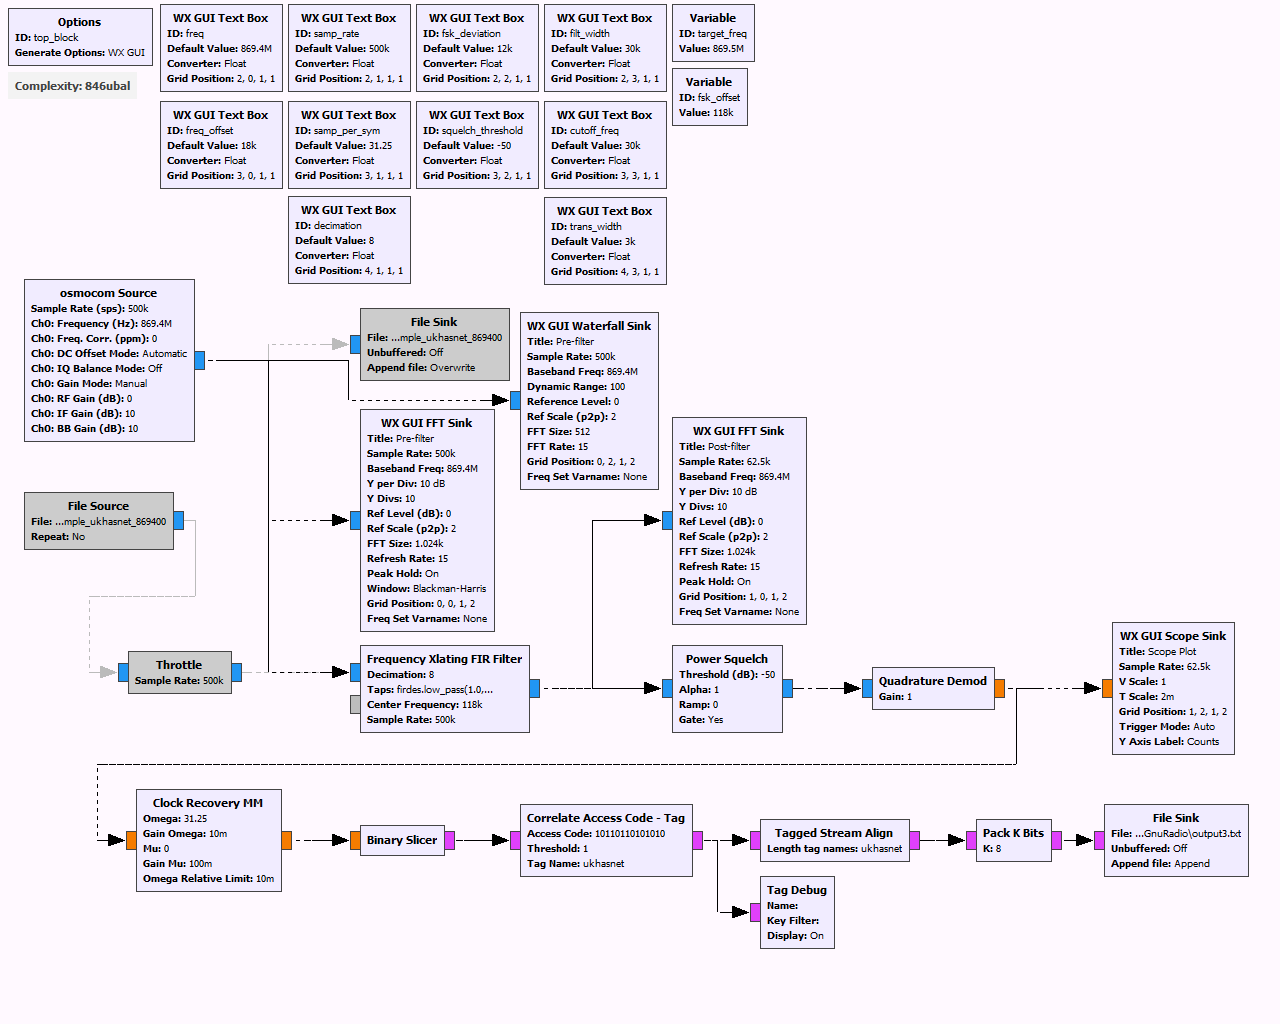 Options
ID: top_block
Generate Options: WX GUI
Complexity: 846ubal
WX GUI Text Box
ID: freq
Default Value: 869.4M
Converter: Float
Grid Position: 2, 0, 1, 1
WX GUI Text Box
ID: samp_rate
Default Value: 500k
Converter: Float
Grid Position: 2, 1, 1, 1
WX GUI Text Box
ID: fsk_deviation
Default Value: 12k
Converter: Float
Grid Position: 2, 2, 1, 1
WX GUI Text Box
ID: filt_width
Default Value: 30k
Converter: Float
Grid Position: 2, 3, 1, 1
Variable
ID: target_freq
Value: 869.5M
Variable
ID: fsk_offset
Value: 118k
WX GUI Text Box
ID: freq_offset
Default Value: 18k
Converter: Float
Grid Position: 3, 0, 1, 1
WX GUI Text Box
ID: samp_per_sym
Default Value: 31.25
Converter: Float
Grid Position: 3, 1, 1, 1
WX GUI Text Box
ID: squelch_threshold
Default Value: -50
Converter: Float
Grid Position: 3, 2, 1, 1
WX GUI Text Box
ID: cutoff_freq
Default Value: 30k
Converter: Float
Grid Position: 3, 3, 1, 1
WX GUI Text Box
ID: decimation
Default Value: 8
Converter: Float
Grid Position: 4, 1, 1, 1
WX GUI Text Box
ID: trans_width
Default Value: 3k
Converter: Float
Grid Position: 4, 3, 1, 1
osmocom Source
Sample Rate (sps): 500k
Ch0: Frequency (Hz): 869.4M
Ch0: Freq. Corr. (ppm): 0
Ch0: DC Offset Mode: Automatic
Ch0: IQ Balance Mode: Off
Ch0: Gain Mode: Manual
Ch0: RF Gain (dB): 0
Ch0: IF Gain (dB): 10
Ch0: BB Gain (dB): 10
File Sink
File: ...mple_ukhasnet_869400
Unbuffered: Off
Append file: Overwrite
WX GUI Waterfall Sink
Title: Pre-filter
Sample Rate: 500k
Baseband Freq: 869.4M
Dynamic Range: 100
Reference Level: 0
Ref Scale (p2p): 2
FFT Size: 512
FFT Rate: 15
Grid Position: 0, 2, 1, 2
Freq Set Varname: None
WX GUI FFT Sink
Title: Pre-filter
Sample Rate: 500k
Baseband Freq: 869.4M
Y per Div: 10 dB
Y Divs: 10
Ref Level (dB): 0
Ref Scale (p2p): 2
FFT Size: 1.024k
Refresh Rate: 15
Peak Hold: On
Window: Blackman-Harris
Grid Position: 0, 0, 1, 2
Freq Set Varname: None
WX GUI FFT Sink
Title: Post-filter
Sample Rate: 62.5k
Baseband Freq: 869.4M
Y per Div: 10 dB
Y Divs: 10
Ref Level (dB): 0
Ref Scale (p2p): 2
FFT Size: 1.024k
Refresh Rate: 15
Peak Hold: On
Grid Position: 1, 0, 1, 2
Freq Set Varname: None
File Source
File: ...mple_ukhasnet_869400
Repeat: No
Throttle
Sample Rate: 500k
Frequency Xlating FIR Filter
Decimation: 8
Taps: firdes.low_pass(1.0,...
Center Frequency: 118k
Sample Rate: 500k
Power Squelch
Threshold (dB): -50
Alpha: 1
Ramp: 0
Gate: Yes
Quadrature Demod
Gain: 1
WX GUI Scope Sink
Title: Scope Plot
Sample Rate: 62.5k
V Scale: 1
T Scale: 2m
Grid Position: 1, 2, 1, 2
Trigger Mode: Auto
Y Axis Label: Counts
Clock Recovery MM
Omega: 31.25
Gain Omega: 10m
Mu: 0
Gain Mu: 100m
Omega Relative Limit: 10m
Binary Slicer
Correlate Access Code - Tag
Access Code: 10110110101010
Threshold: 1
Tag Name: ukhasnet
Tagged Stream Align
Length tag names: ukhasnet
Pack K Bits
K: 8
File Sink
File: ...GnuRadio\output3.txt
Unbuffered: Off
Append file: Append
Tag Debug
Name:
Key Filter:
Display: On